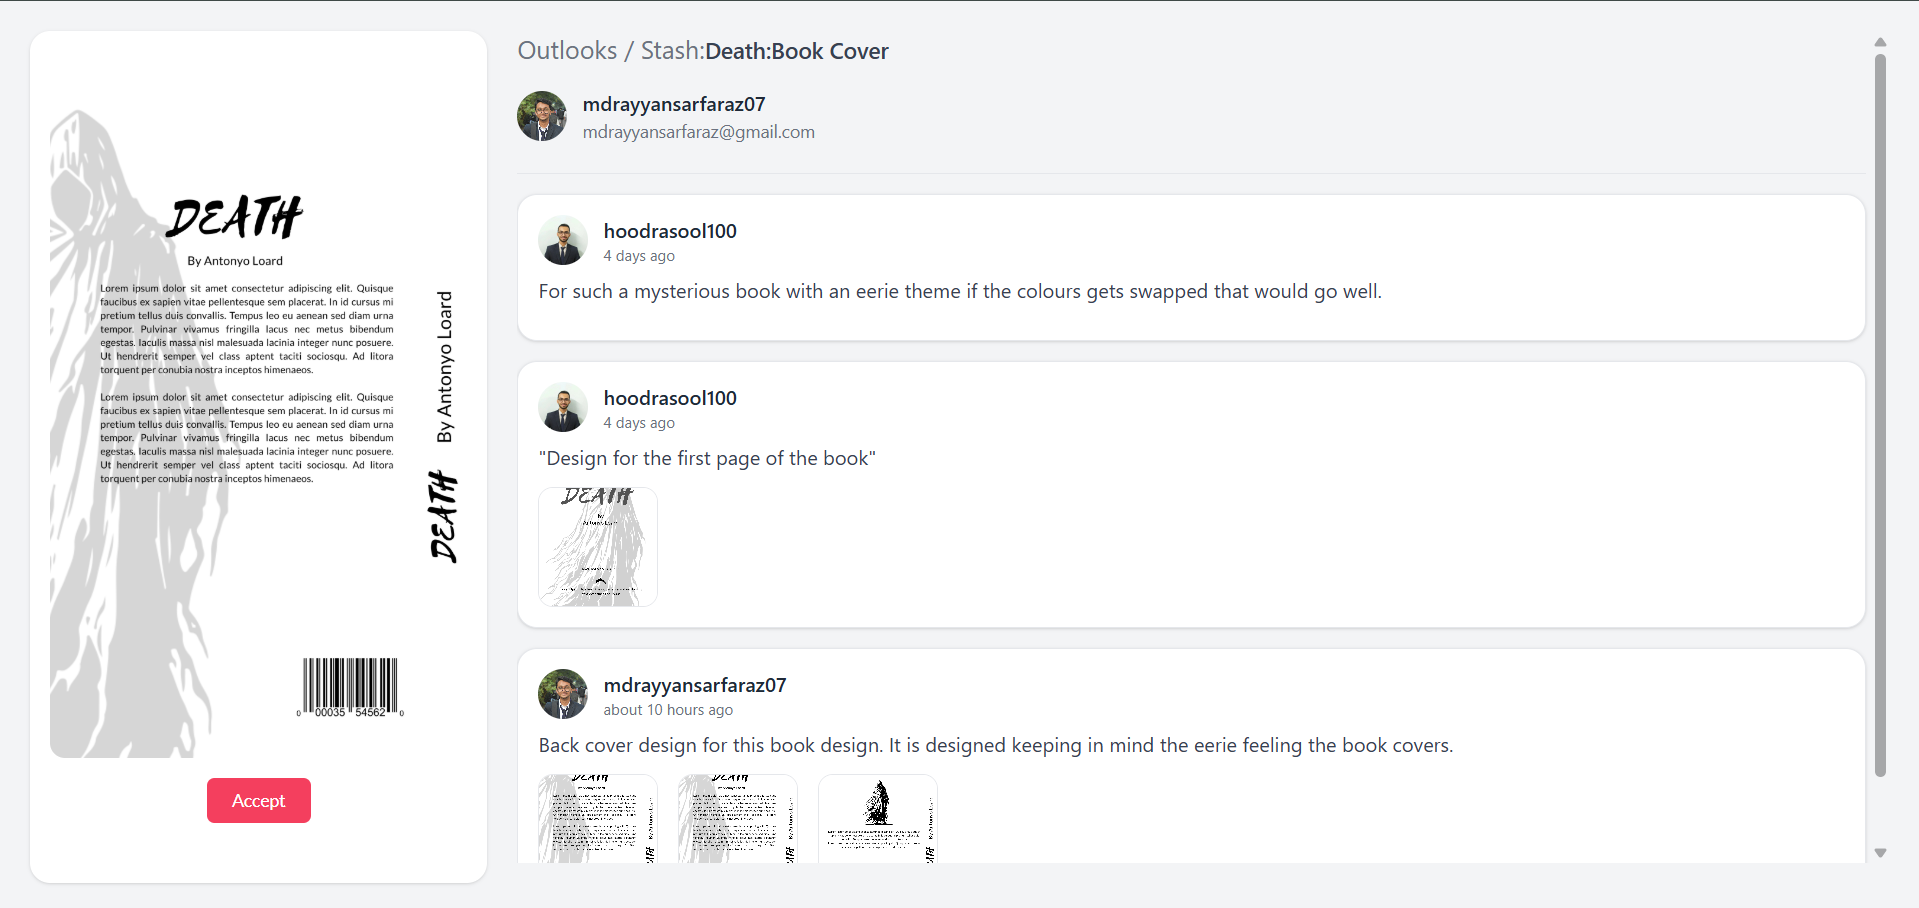 DEATH
By Antonyo Loard
Lorem ipsum dolor sit amet consectetur adipiscing elit. Quisque
faucibus ex sapien vitae pellentesque sem placerat. In id cursus mi
pretium tellus duis convallis. Tempus leo eu aenean sed diam urna
tempor. Pulvinar vivamus fringilla lacus nec metus bibendum
egestas. Iaculis massa nisl malesuada lacinia integer nunc posuere.
Ut hendrerit semper vel class aptent taciti sociosqu. Ad litora
torquent per conubia nostra inceptos himenaeos.
Lorem ipsum dolor sit amet consectetur adipiscing elit. Quisque
faucibus ex sapien vitae pellentesque sem placerat. In id cursus mi
pretium tellus duis convallis. Tempus leo eu aenean sed diam urna
tempor. Pulvinar vivamus fringilla lacus nec metus bibendum
egestas. Iaculis massa nisl malesuada lacinia integer nunc posuere.
Ut hendrerit semper vel class aptent taciti sociosqu. Ad litora
torquent per conubia nostra inceptos himenaeos.
DEATH By Antonyo Loard
0 00035 54562 0
Accept
Outlooks / Stash:Death:Book Cover
mdrayyansarfaraz07
mdrayyansarfaraz@gmail.com
hoodrasool100
4 days ago
For such a mysterious book with an eerie theme if the colours gets swapped that would go well.
hoodrasool100
4 days ago
"Design for the first page of the book"
DEATH
By
Antonyo Loard
mdrayyansarfaraz07
about 10 hours ago
Back cover design for this book design. It is designed keeping in mind the eerie feeling the book covers.
DEATH
DEATH